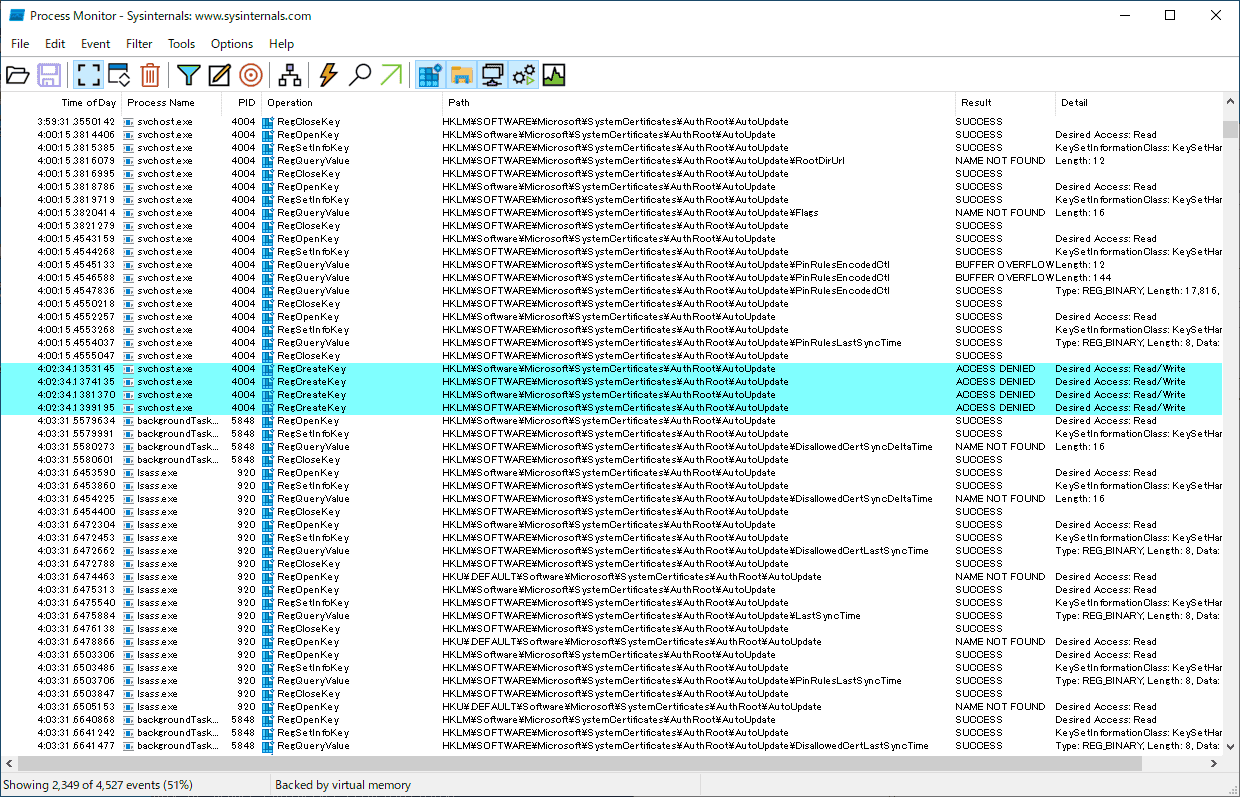 Process Monitor - Sysinternals: www.sysinternals.com
File Edit Event Filter Tools Options Help
Time of Day Process Name PID Operation Path Result Detail
3:59:31.3550142 svchost.exe 4004 RegCloseKey HKLM¥SOFTWARE¥Microsoft¥SystemCertificates¥AuthRoot¥AutoUpdate SUCCESS
4:00:15.3814406 svchost.exe 4004 RegOpenKey HKLM¥Software¥Microsoft¥SystemCertificates¥AuthRoot¥AutoUpdate SUCCESS Desired Access: Read
4:00:15.3815385 svchost.exe 4004 RegSetInfoKey HKLM¥SOFTWARE¥Microsoft¥SystemCertificates¥AuthRoot¥AutoUpdate SUCCESS KeySetInformationClass: KeySetHar
4:00:15.3816079 svchost.exe 4004 RegQueryValue HKLM¥SOFTWARE¥Microsoft¥SystemCertificates¥AuthRoot¥AutoUpdate¥RootDirUrl NAME NOT FOUND Length: 12
4:00:15.3816995 svchost.exe 4004 RegCloseKey HKLM¥SOFTWARE¥Microsoft¥SystemCertificates¥AuthRoot¥AutoUpdate SUCCESS
4:00:15.3818786 svchost.exe 4004 RegOpenKey HKLM¥Software¥Microsoft¥SystemCertificates¥AuthRoot¥AutoUpdate SUCCESS Desired Access: Read
4:00:15.3819719 svchost.exe 4004 RegSetInfoKey HKLM¥SOFTWARE¥Microsoft¥SystemCertificates¥AuthRoot¥AutoUpdate SUCCESS KeySetInformationClass: KeySetHar
4:00:15.3820414 svchost.exe 4004 RegQueryValue HKLM¥SOFTWARE¥Microsoft¥SystemCertificates¥AuthRoot¥AutoUpdate¥Flags NAME NOT FOUND Length: 16
4:00:15.3821279 svchost.exe 4004 RegCloseKey HKLM¥SOFTWARE¥Microsoft¥SystemCertificates¥AuthRoot¥AutoUpdate SUCCESS
4:00:15.4543159 svchost.exe 4004 RegOpenKey HKLM¥Software¥Microsoft¥SystemCertificates¥AuthRoot¥AutoUpdate SUCCESS Desired Access: Read
4:00:15.4544268 svchost.exe 4004 RegSetInfoKey HKLM¥SOFTWARE¥Microsoft¥SystemCertificates¥AuthRoot¥AutoUpdate SUCCESS KeySetInformationClass: KeySetHar
4:00:15.4545133 svchost.exe 4004 RegQueryValue HKLM¥SOFTWARE¥Microsoft¥SystemCertificates¥AuthRoot¥AutoUpdate¥PinRulesEncodedCtl BUFFER OVERFLOW Length: 12
4:00:15.4546588 svchost.exe 4004 RegQueryValue HKLM¥SOFTWARE¥Microsoft¥SystemCertificates¥AuthRoot¥AutoUpdate¥PinRulesEncodedCtl BUFFER OVERFLOW Length: 144
4:00:15.4547836 svchost.exe 4004 RegQueryValue HKLM¥SOFTWARE¥Microsoft¥SystemCertificates¥AuthRoot¥AutoUpdate¥PinRulesEncodedCtl SUCCESS Type: REG_BINARY, Length: 17,816,
4:00:15.4550218 svchost.exe 4004 RegCloseKey HKLM¥SOFTWARE¥Microsoft¥SystemCertificates¥AuthRoot¥AutoUpdate SUCCESS
4:00:15.4552257 svchost.exe 4004 RegOpenKey HKLM¥Software¥Microsoft¥SystemCertificates¥AuthRoot¥AutoUpdate SUCCESS Desired Access: Read
4:00:15.4553268 svchost.exe 4004 RegSetInfoKey HKLM¥SOFTWARE¥Microsoft¥SystemCertificates¥AuthRoot¥AutoUpdate SUCCESS KeySetInformationClass: KeySetHar
4:00:15.4554037 svchost.exe 4004 RegQueryValue HKLM¥SOFTWARE¥Microsoft¥SystemCertificates¥AuthRoot¥AutoUpdate¥PinRulesLastSyncTime SUCCESS Type: REG_BINARY, Length: 8, Data:
4:00:15.4555047 svchost.exe 4004 RegCloseKey HKLM¥SOFTWARE¥Microsoft¥SystemCertificates¥AuthRoot¥AutoUpdate SUCCESS
4:02:34.1353145 svchost.exe 4004 RegCreateKey HKLM¥Software¥Microsoft¥SystemCertificates¥AuthRoot¥AutoUpdate ACCESS DENIED Desired Access: Read/Write
4:02:34.1374135 svchost.exe 4004 RegCreateKey HKLM¥Software¥Microsoft¥SystemCertificates¥AuthRoot¥AutoUpdate ACCESS DENIED Desired Access: Read/Write
4:02:34.1381370 svchost.exe 4004 RegCreateKey HKLM¥Software¥Microsoft¥SystemCertificates¥AuthRoot¥AutoUpdate ACCESS DENIED Desired Access: Read/Write
4:02:34.1399195 svchost.exe 4004 RegCreateKey HKLM¥Software¥Microsoft¥SystemCertificates¥AuthRoot¥AutoUpdate ACCESS DENIED Desired Access: Read/Write
4:03:31.5579634 backgroundTask... 5848 RegOpenKey HKLM¥Software¥Microsoft¥SystemCertificates¥AuthRoot¥AutoUpdate SUCCESS Desired Access: Read
4:03:31.5579991 backgroundTask... 5848 RegSetInfoKey HKLM¥SOFTWARE¥Microsoft¥SystemCertificates¥AuthRoot¥AutoUpdate SUCCESS KeySetInformationClass: KeySetHar
4:03:31.5580273 backgroundTask... 5848 RegQueryValue HKLM¥SOFTWARE¥Microsoft¥SystemCertificates¥AuthRoot¥AutoUpdate¥DisallowedCertSyncDeltaTime NAME NOT FOUND Length: 16
4:03:31.5580601 backgroundTask... 5848 RegCloseKey HKLM¥SOFTWARE¥Microsoft¥SystemCertificates¥AuthRoot¥AutoUpdate SUCCESS
4:03:31.6453590 lsass.exe 920 RegOpenKey HKLM¥Software¥Microsoft¥SystemCertificates¥AuthRoot¥AutoUpdate SUCCESS Desired Access: Read
4:03:31.6453860 lsass.exe 920 RegSetInfoKey HKLM¥SOFTWARE¥Microsoft¥SystemCertificates¥AuthRoot¥AutoUpdate SUCCESS KeySetInformationClass: KeySetHar
4:03:31.6454225 lsass.exe 920 RegQueryValue HKLM¥SOFTWARE¥Microsoft¥SystemCertificates¥AuthRoot¥AutoUpdate¥DisallowedCertSyncDeltaTime NAME NOT FOUND Length: 16
4:03:31.6454400 lsass.exe 920 RegCloseKey HKLM¥SOFTWARE¥Microsoft¥SystemCertificates¥AuthRoot¥AutoUpdate SUCCESS
4:03:31.6472304 lsass.exe 920 RegOpenKey HKLM¥Software¥Microsoft¥SystemCertificates¥AuthRoot¥AutoUpdate SUCCESS Desired Access: Read
4:03:31.6472453 lsass.exe 920 RegSetInfoKey HKLM¥SOFTWARE¥Microsoft¥SystemCertificates¥AuthRoot¥AutoUpdate SUCCESS KeySetInformationClass: KeySetHar
4:03:31.6472662 lsass.exe 920 RegQueryValue HKLM¥SOFTWARE¥Microsoft¥SystemCertificates¥AuthRoot¥AutoUpdate¥DisallowedCertLastSyncTime SUCCESS Type: REG_BINARY, Length: 8, Data:
4:03:31.6472788 lsass.exe 920 RegCloseKey HKLM¥SOFTWARE¥Microsoft¥SystemCertificates¥AuthRoot¥AutoUpdate SUCCESS
4:03:31.6474463 lsass.exe 920 RegOpenKey HKU¥.DEFAULT¥Software¥Microsoft¥SystemCertificates¥AuthRoot¥AutoUpdate NAME NOT FOUND Desired Access: Read
4:03:31.6475313 lsass.exe 920 RegOpenKey HKLM¥Software¥Microsoft¥SystemCertificates¥AuthRoot¥AutoUpdate SUCCESS Desired Access: Read
4:03:31.6475540 lsass.exe 920 RegSetInfoKey HKLM¥SOFTWARE¥Microsoft¥SystemCertificates¥AuthRoot¥AutoUpdate SUCCESS KeySetInformationClass: KeySetHar
4:03:31.6475884 lsass.exe 920 RegQueryValue HKLM¥SOFTWARE¥Microsoft¥SystemCertificates¥AuthRoot¥AutoUpdate¥LastSyncTime SUCCESS Type: REG_BINARY, Length: 8, Data:
4:03:31.6476138 lsass.exe 920 RegCloseKey HKLM¥SOFTWARE¥Microsoft¥SystemCertificates¥AuthRoot¥AutoUpdate SUCCESS
4:03:31.6478866 lsass.exe 920 RegOpenKey HKU¥.DEFAULT¥Software¥Microsoft¥SystemCertificates¥AuthRoot¥AutoUpdate NAME NOT FOUND Desired Access: Read
4:03:31.6503306 lsass.exe 920 RegOpenKey HKLM¥Software¥Microsoft¥SystemCertificates¥AuthRoot¥AutoUpdate SUCCESS Desired Access: Read
4:03:31.6503486 lsass.exe 920 RegSetInfoKey HKLM¥SOFTWARE¥Microsoft¥SystemCertificates¥AuthRoot¥AutoUpdate SUCCESS KeySetInformationClass: KeySetHar
4:03:31.6503706 lsass.exe 920 RegQueryValue HKLM¥SOFTWARE¥Microsoft¥SystemCertificates¥AuthRoot¥AutoUpdate¥PinRulesLastSyncTime SUCCESS Type: REG_BINARY, Length: 8, Data:
4:03:31.6503847 lsass.exe 920 RegCloseKey HKLM¥SOFTWARE¥Microsoft¥SystemCertificates¥AuthRoot¥AutoUpdate SUCCESS
4:03:31.6505153 lsass.exe 920 RegOpenKey HKU¥.DEFAULT¥Software¥Microsoft¥SystemCertificates¥AuthRoot¥AutoUpdate NAME NOT FOUND Desired Access: Read
4:03:31.6640868 backgroundTask... 5848 RegOpenKey HKLM¥Software¥Microsoft¥SystemCertificates¥AuthRoot¥AutoUpdate SUCCESS Desired Access: Read
4:03:31.6641242 backgroundTask... 5848 RegSetInfoKey HKLM¥SOFTWARE¥Microsoft¥SystemCertificates¥AuthRoot¥AutoUpdate SUCCESS KeySetInformationClass: KeySetHar
4:03:31.6641477 backgroundTask... 5848 RegQueryValue HKLM¥SOFTWARE¥Microsoft¥SystemCertificates¥AuthRoot¥AutoUpdate¥DisallowedCertLastSyncTime SUCCESS Type: REG_BINARY, Length: 8, Data:
Showing 2,349 of 4,527 events (51%) Backed by virtual memory